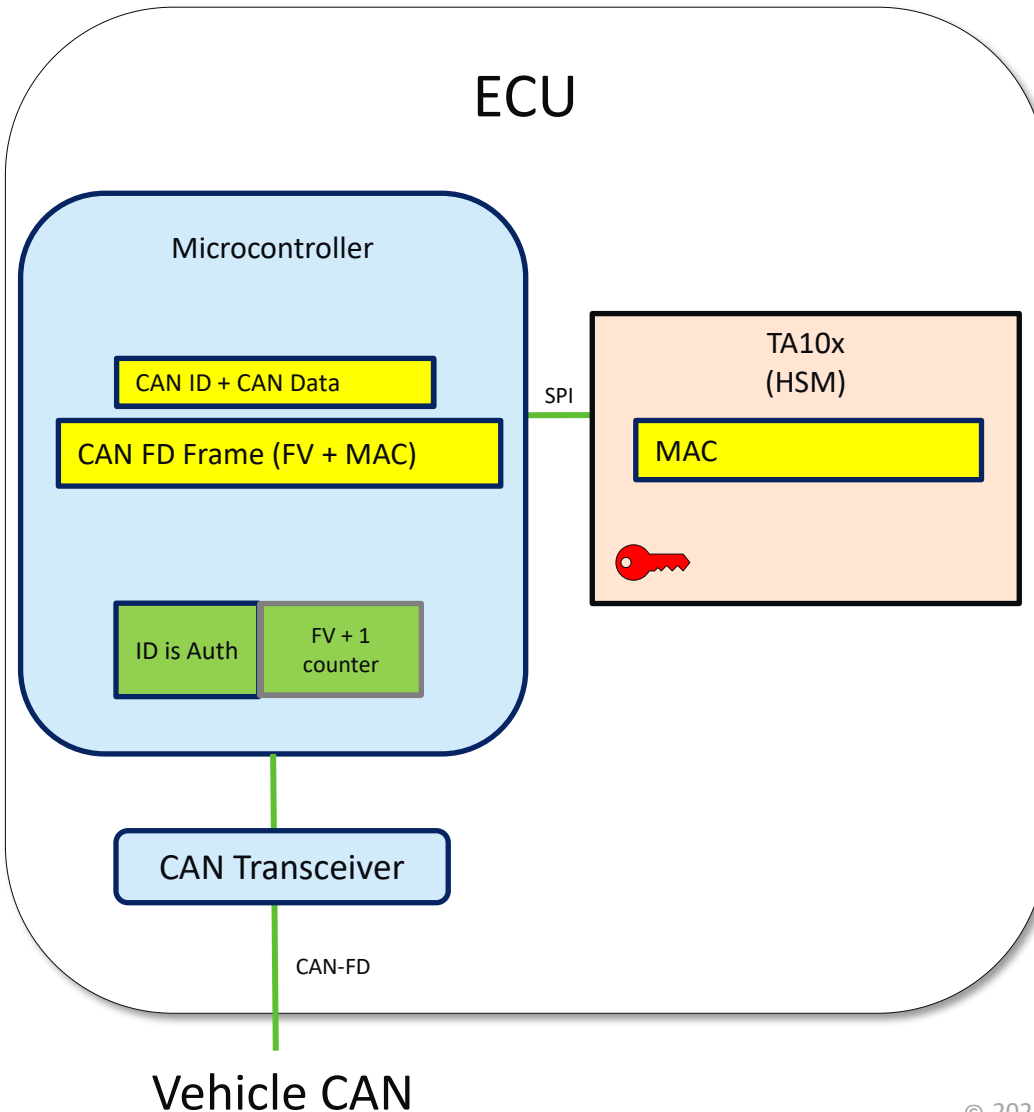 ECU
Microcontroller
CAN ID + CAN Data
CAN FD Frame (FV + MAC)
SPI
TA10x
(HSM)
MAC
ID is Auth
FV + 1
counter
CAN Transceiver
CAN-FD
Vehicle CAN